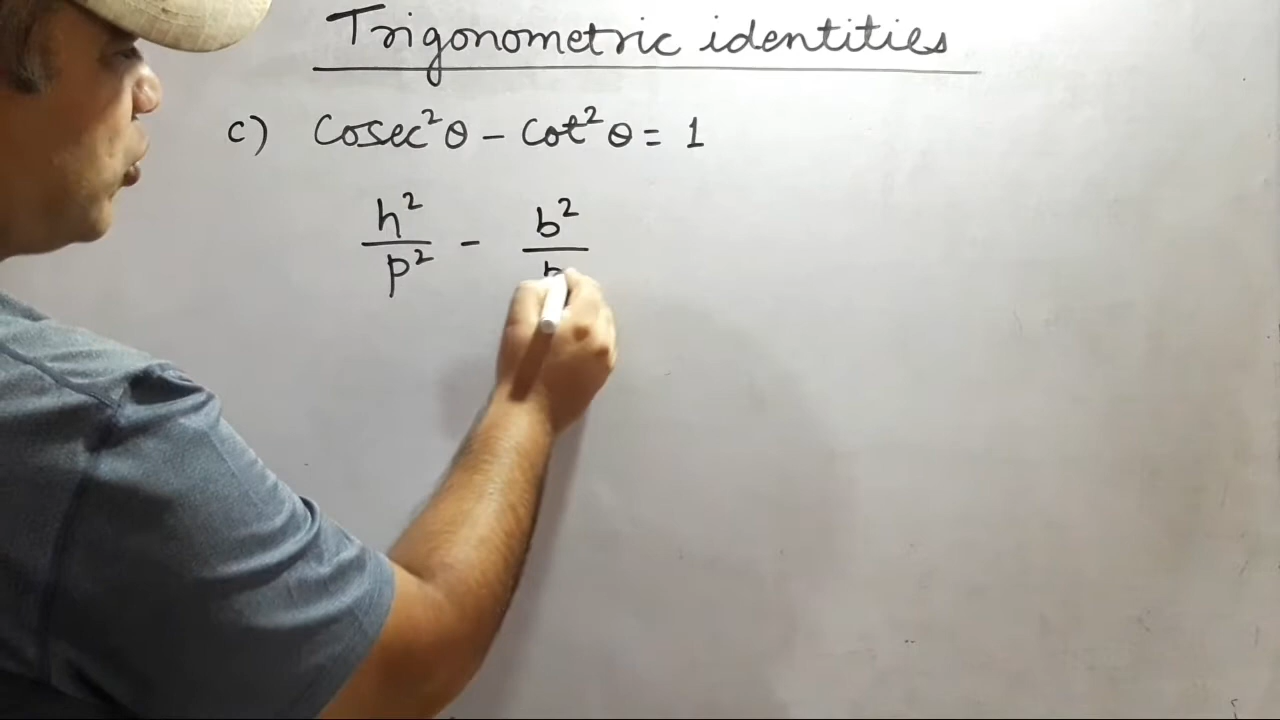 Trigonometric identities
c) Cosec²θ - Cot²θ = 1
h²/p² - b²/